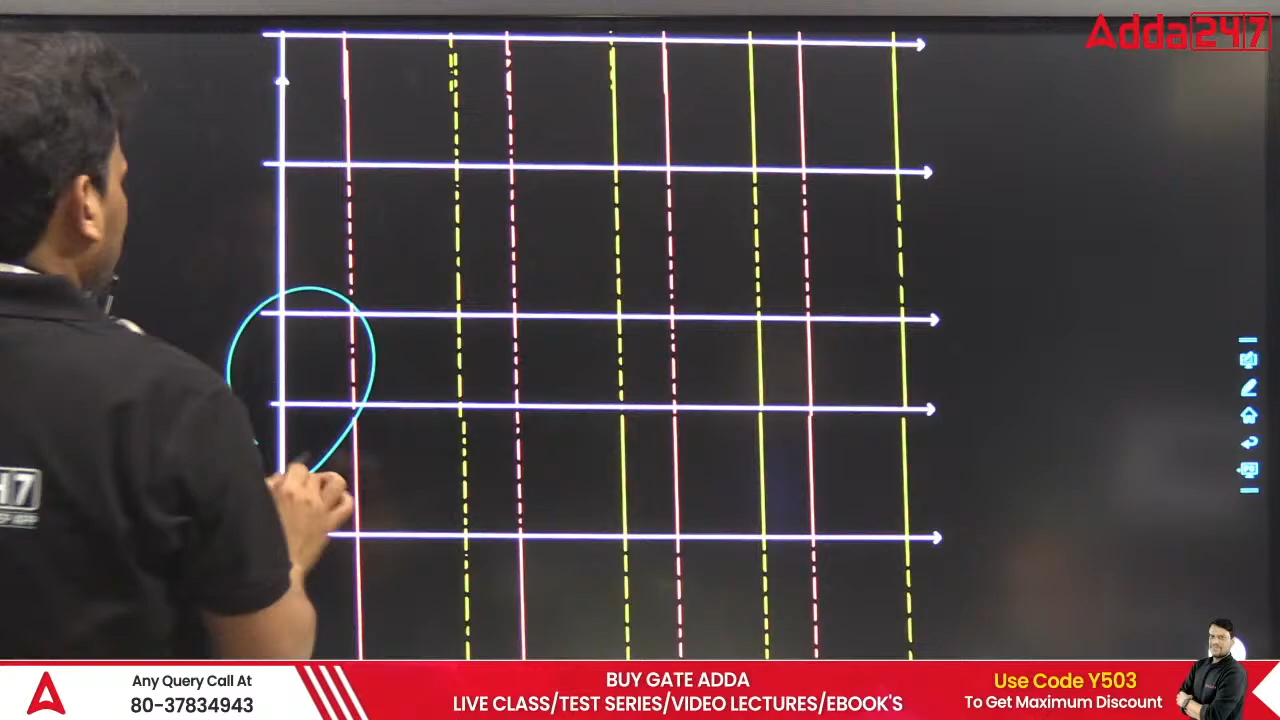 Adda247
H7
Any Query Call At
80-37834943
BUY GATE ADDA
LIVE CLASS/TEST SERIES/VIDEO LECTURES/EBOOK'S
Use Code Y503
To Get Maximum Discount